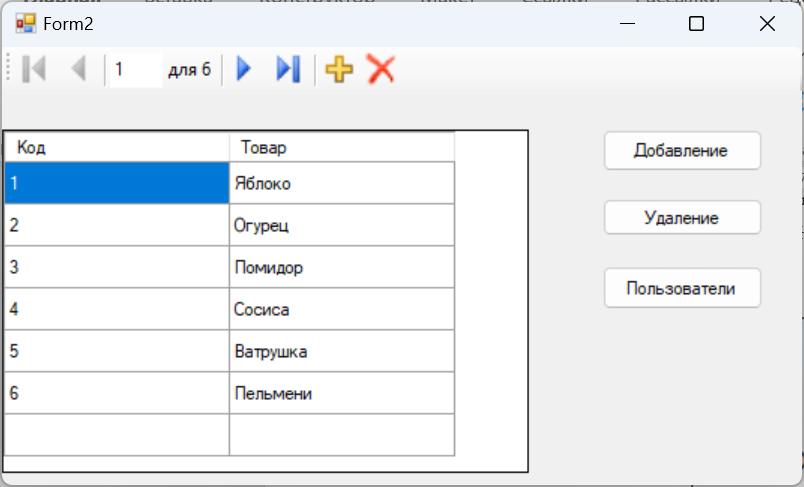 Form2
1 для 6
Код Товар
1 Яблоко
2 Огурец
3 Помидор
4 Сосиса
5 Ватрушка
6 Пельмени
Добавление
Удаление
Пользователи